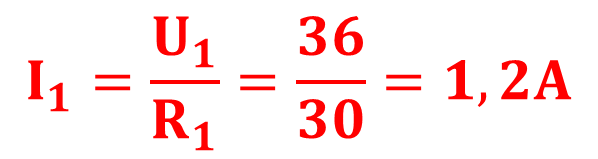 I₁ = U₁/R₁ = 36/30 = 1,2A